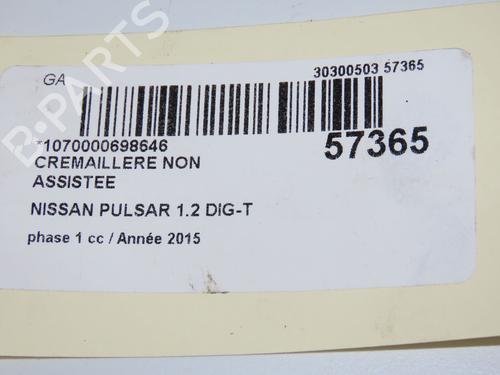 GA
30300503 57365
*1070000698646
57365
CREMAILLERE NON
ASSISTEE
NISSAN PULSAR 1.2 DIG-T
phase 1 cc / Année 2015
B-PARTS